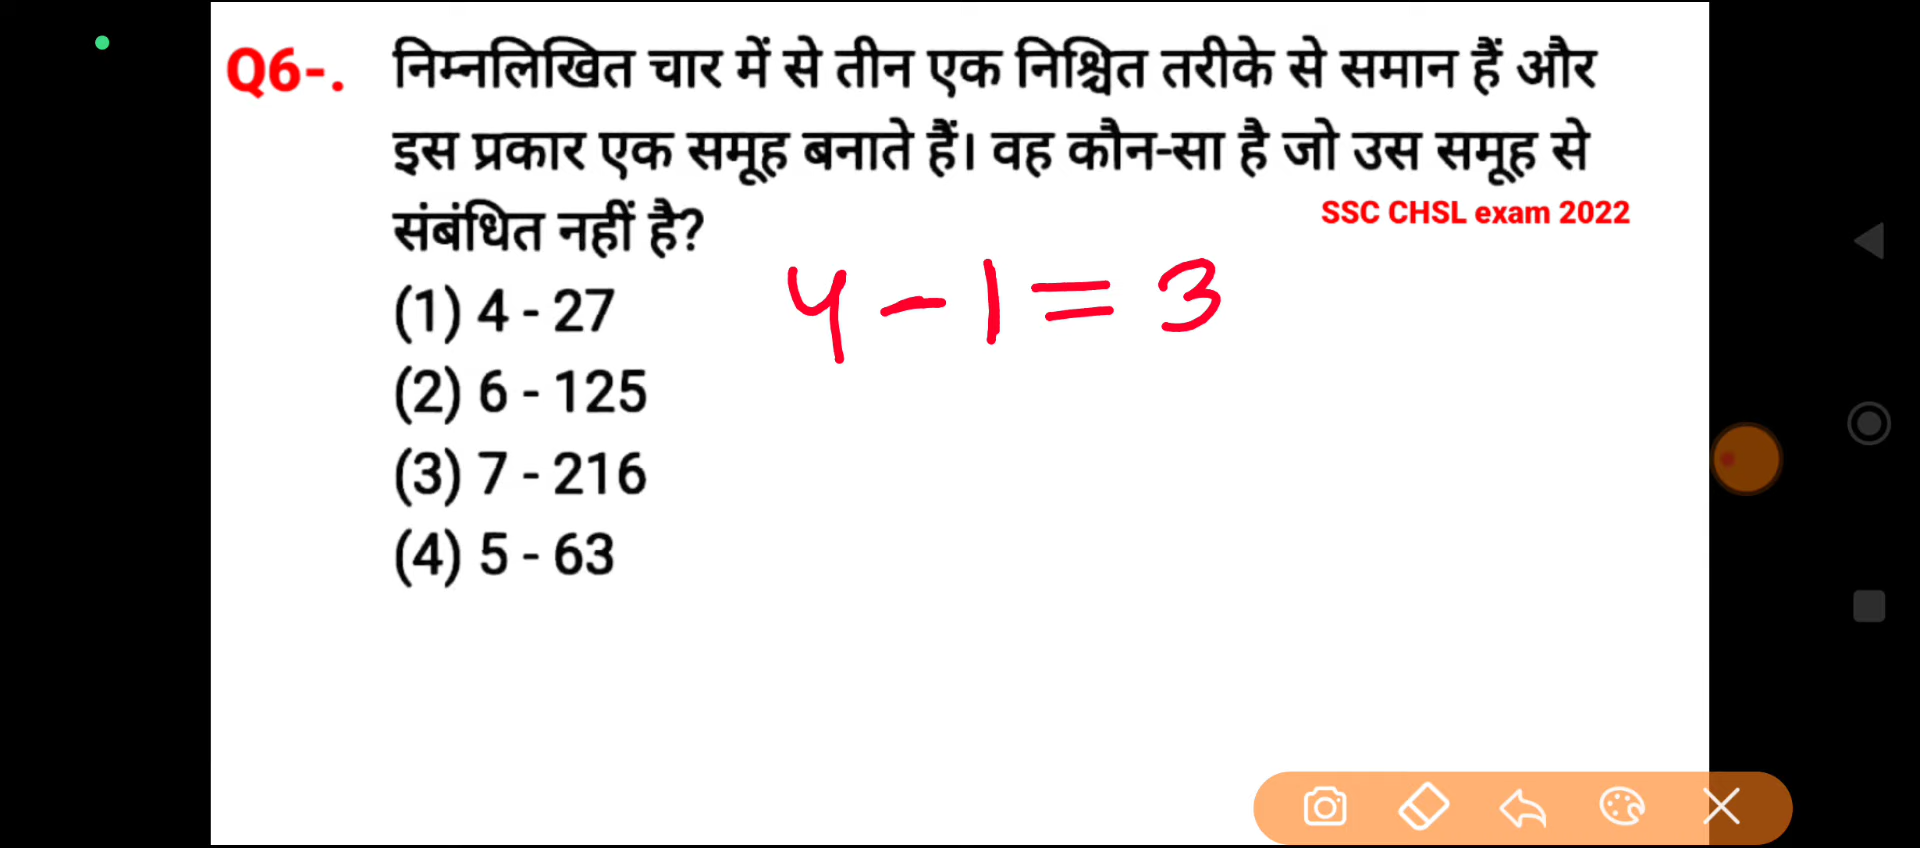 Q6-. निम्नलिखित चार में से तीन एक निश्चित तरीके से समान हैं और
इस प्रकार एक समूह बनाते हैं। वह कौन-सा है जो उस समूह से
संबंधित नहीं है?
SSC CHSL exam 2022
(1) 4 - 27
4 - 1 = 3
(2) 6 - 125
(3) 7 - 216
(4) 5 - 63